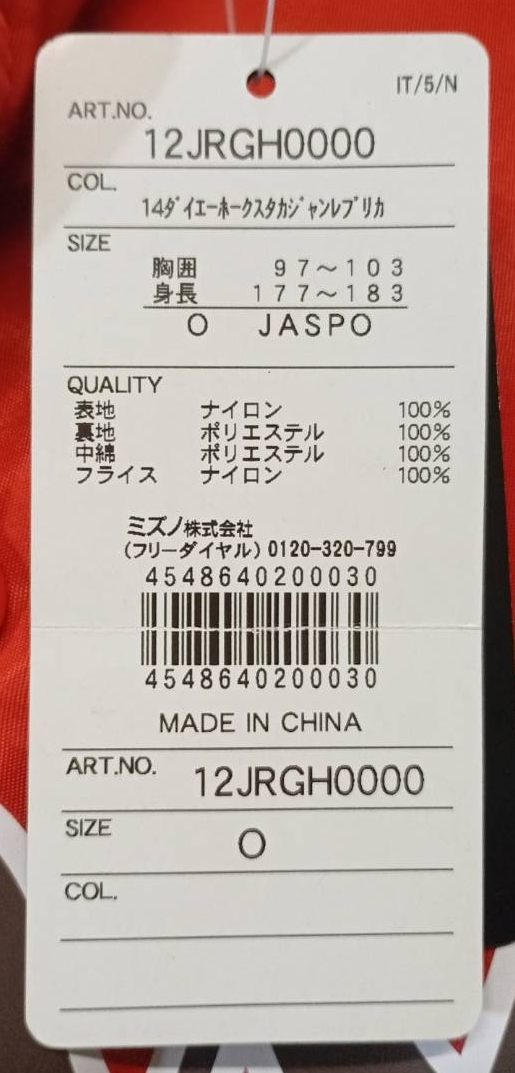 IT/5/N
ART.NO.
12JRGH0000
COL.
14ﾀﾞｲｴｰﾎｰｸｽﾀｶｼﾞｬﾝﾚﾌﾟﾘｶ
SIZE
胸囲 97～103
身長 177～183
O JASPO
QUALITY
表地 ナイロン 100%
裏地 ポリエステル 100%
中綿 ポリエステル 100%
フライス ナイロン 100%
ミズノ株式会社
(フリーダイヤル) 0120-320-799
4548640200030
4548640200030
MADE IN CHINA
ART.NO. 12JRGH0000
SIZE O
COL.